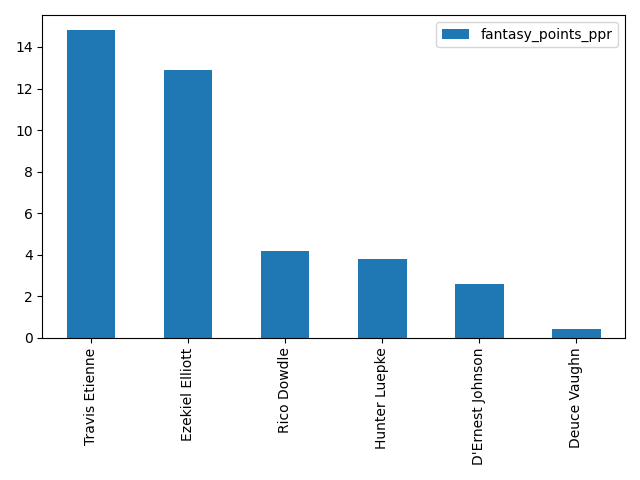 fantasy_points_ppr
14
12
10
8
6
4
2
0
Travis Etienne
Ezekiel Elliott
Rico Dowdle
Hunter Luepke
D'Ernest Johnson
Deuce Vaughn